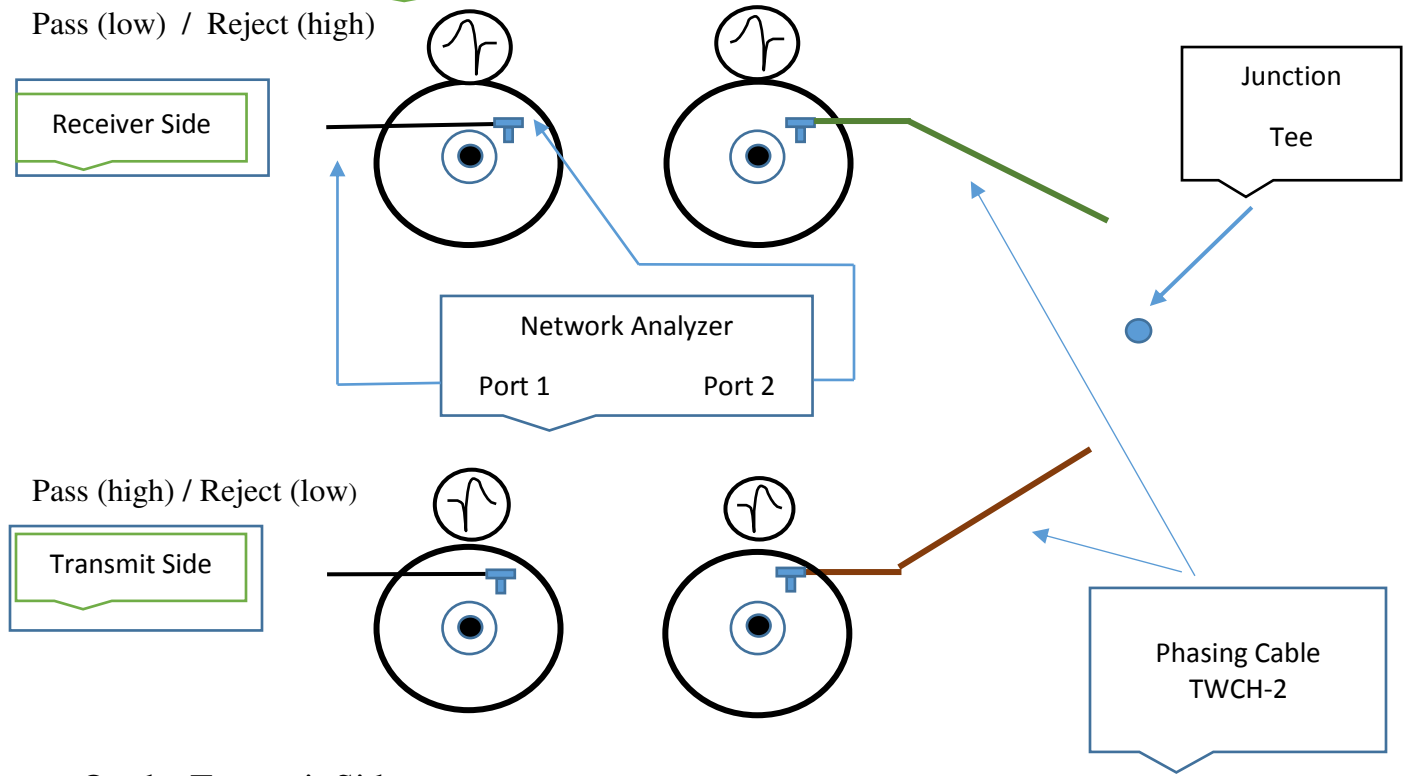 Pass (low) / Reject (high)
Receiver Side
Junction
Tee
Network Analyzer
Port 1 Port 2
Pass (high) / Reject (low)
Transmit Side
Phasing Cable
TWCH-2